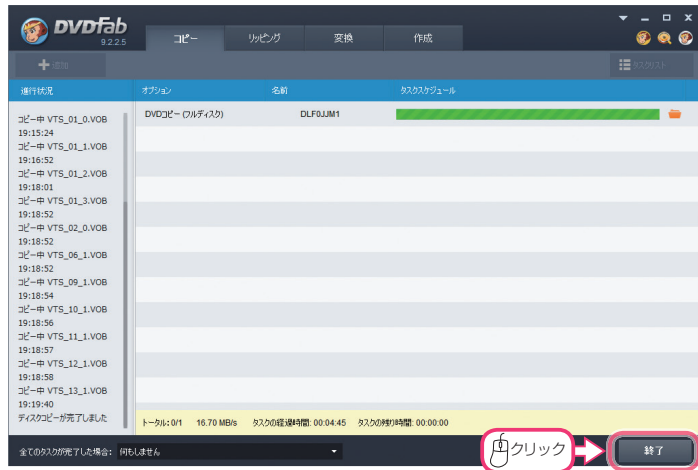 DVDFab
9.2.2.5
コピー
リッピング
変換
作成
追加
タスクリスト
進行状況
オプション
名前
タスクスケジュール
コピー中 VTS_01_0.VOB
19:15:24
コピー中 VTS_01_1.VOB
19:16:52
コピー中 VTS_01_2.VOB
19:18:01
コピー中 VTS_01_3.VOB
19:18:52
コピー中 VTS_02_0.VOB
19:18:52
コピー中 VTS_06_1.VOB
19:18:52
コピー中 VTS_09_1.VOB
19:18:54
コピー中 VTS_10_1.VOB
19:18:56
コピー中 VTS_11_1.VOB
19:18:57
コピー中 VTS_12_1.VOB
19:18:58
コピー中 VTS_13_1.VOB
19:19:40
ディスクコピーが完了しました
DVDコピー (フルディスク)
DLF0JJM1
トータル: 0/1 16.70 MB/s タスクの経過時間: 00:04:45 タスクの残り時間: 00:00:00
全てのタスクが完了した場合: 何もしません
クリック
終了